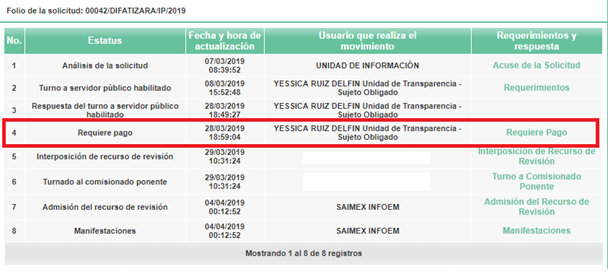 Folio de la solicitud: 00042/DIFATIZARA/IP/2019
No. Estatus Fecha y hora de actualización Usuario que realiza el movimiento Requerimientos y respuesta
1 Análisis de la solicitud 07/03/2019 08:39:52 UNIDAD DE INFORMACIÓN Acuse de la Solicitud
2 Turno a servidor público habilitado 08/03/2019 15:52:48 YESSICA RUIZ DELFIN Unidad de Transparencia - Sujeto Obligado Requerimientos
3 Respuesta del turno a servidor público habilitado 28/03/2019 18:49:27 YESSICA RUIZ DELFIN Unidad de Transparencia - Sujeto Obligado
4 Requiere pago 28/03/2019 18:59:04 YESSICA RUIZ DELFIN Unidad de Transparencia - Sujeto Obligado Requiere Pago
5 Interposición de recurso de revisión 29/03/2019 10:31:24 Interposición de Recurso de Revisión
6 Turnado al comisionado ponente 29/03/2019 10:31:24 Turno a Comisionado Ponente
7 Admisión del recurso de revisión 04/04/2019 00:12:52 SAIMEX INFOEM Admisión del Recurso de Revisión
8 Manifestaciones 04/04/2019 00:12:52 SAIMEX INFOEM Manifestaciones
Mostrando 1 al 8 de 8 registros